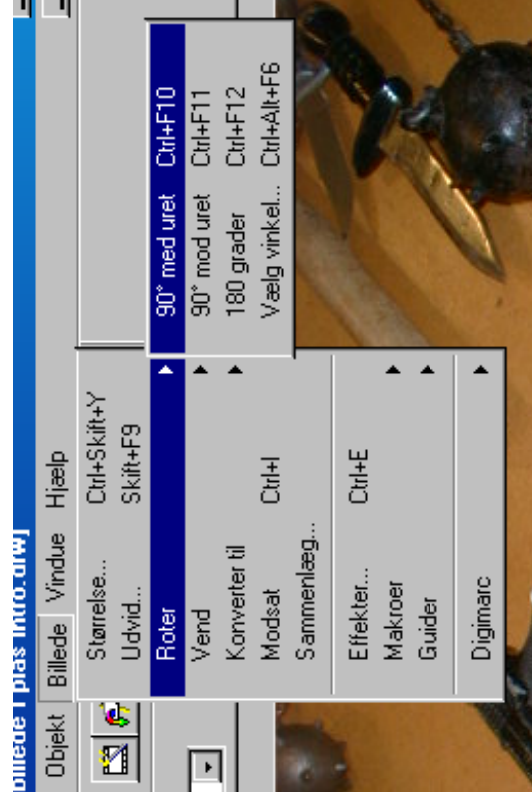 billede i plas intro.drw]
Objekt Billede Vindue Hjælp
Størrelse... Ctrl+Skift+Y
Udvid... Skift+F9
Roter
Vend
Konverter til
Modsat Ctrl+I
Sammenlæg...
Effekter... Ctrl+E
Makroer
Guider
Digimarc
90° med uret Ctrl+F10
90° mod uret Ctrl+F11
180 grader Ctrl+F12
Vælg vinkel... Ctrl+Alt+F6